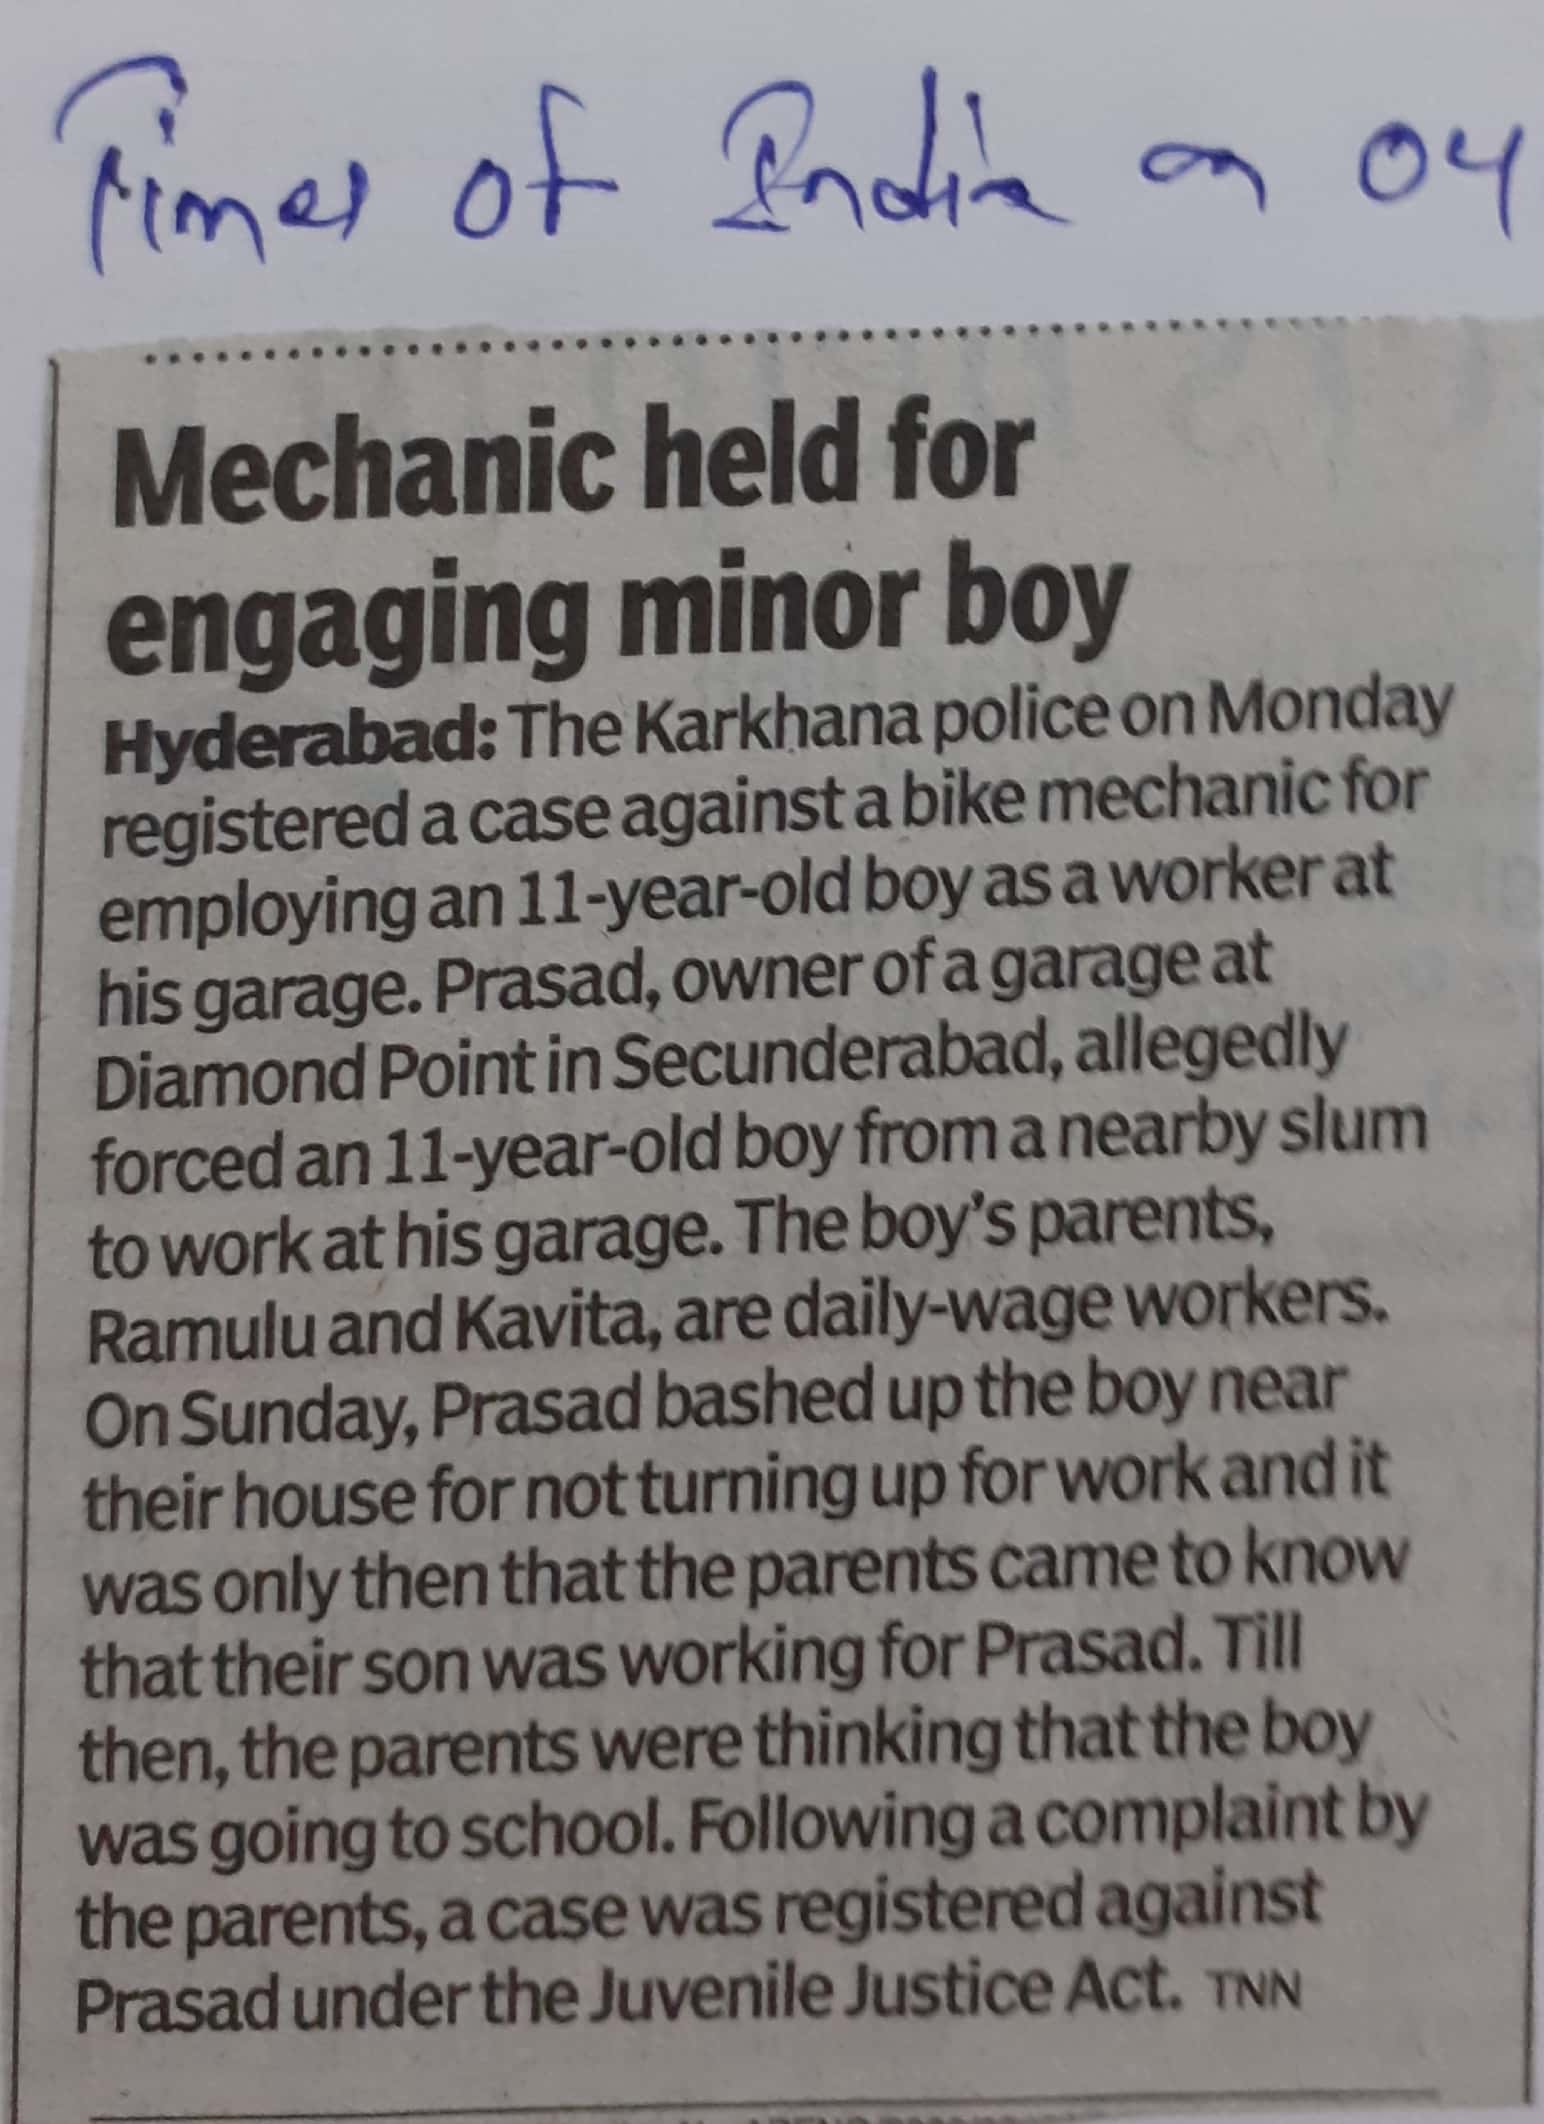 Times of India on 04
Mechanic held for
engaging minor boy
Hyderabad: The Karkhana police on Monday
registered a case against a bike mechanic for
employing an 11-year-old boy as a worker at
his garage. Prasad, owner of a garage at
Diamond Point in Secunderabad, allegedly
forced an 11-year-old boy from a nearby slum
to work at his garage. The boy's parents,
Ramulu and Kavita, are daily-wage workers.
On Sunday, Prasad bashed up the boy near
their house for not turning up for work and it
was only then that the parents came to know
that their son was working for Prasad. Till
then, the parents were thinking that the boy
was going to school. Following a complaint by
the parents, a case was registered against
Prasad under the Juvenile Justice Act. TNN